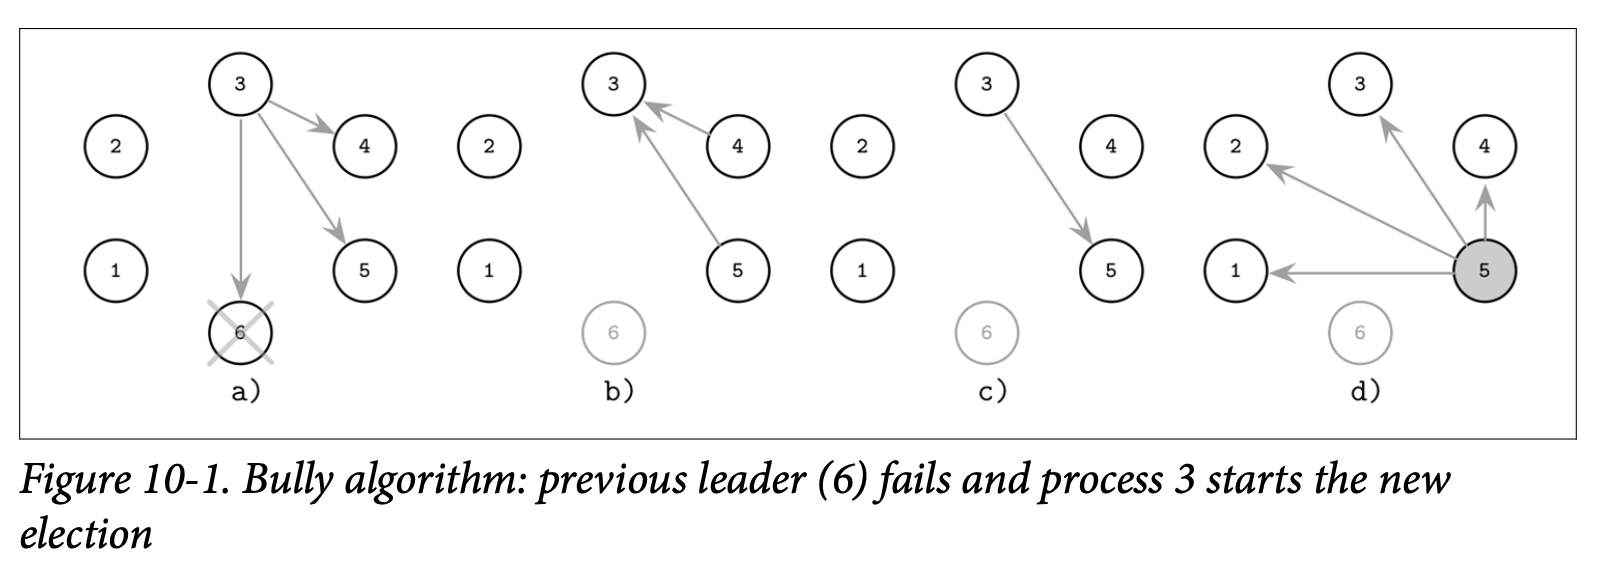 3 3 3 3
2 4 2 4 2 4 2 4
1 5 1 5 1 5 1 5
6 6 6 6
a) b) c) d)
Figure 10-1. Bully algorithm: previous leader (6) fails and process 3 starts the new
election